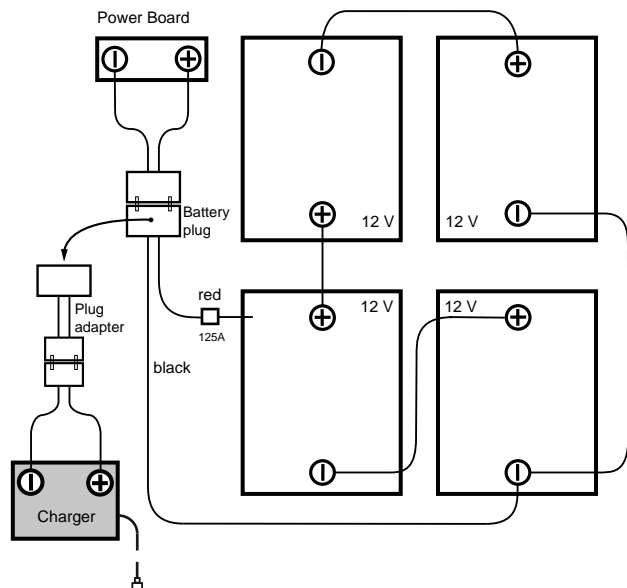 Power Board
12 V
12 V
Battery
plug
red
125A
12 V
12 V
Plug
adapter
black
Charger